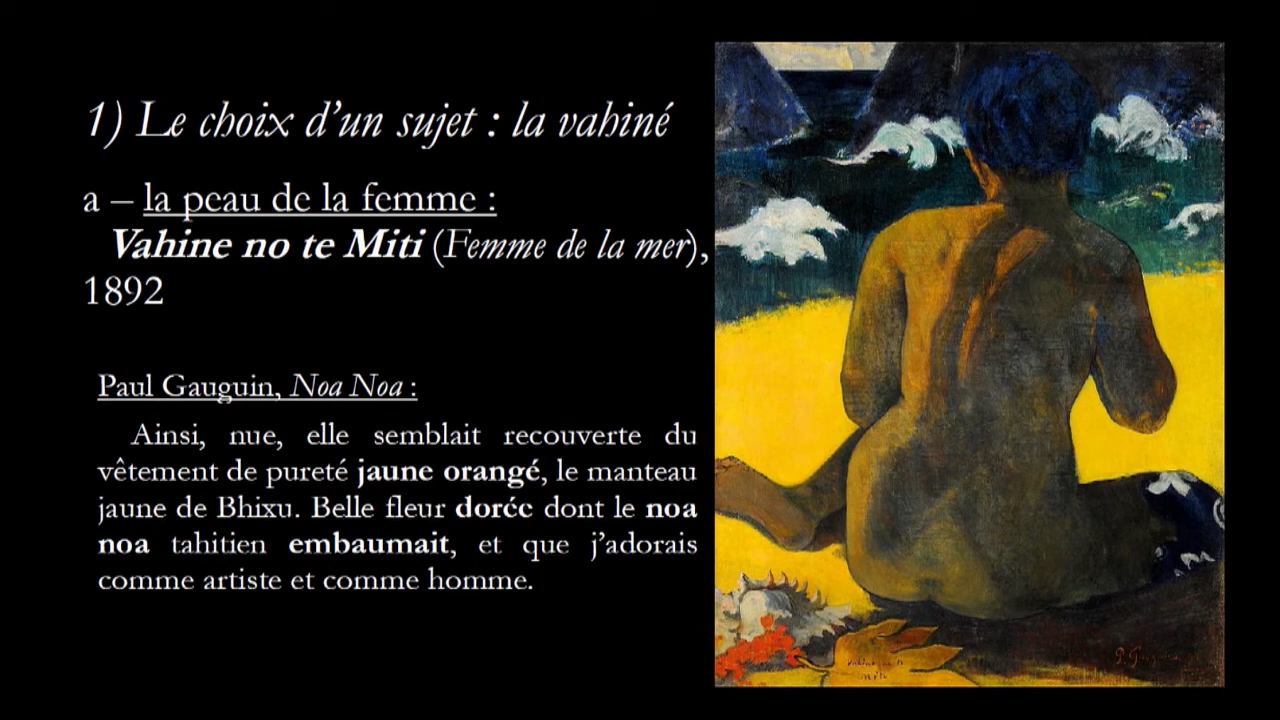 1) Le choix d’un sujet : la vahiné
a – la peau de la femme :
Vahine no te Miti (Femme de la mer),
1892
Paul Gauguin, Noa Noa :
Ainsi, nue, elle semblait recouverte du
vêtement de pureté jaune orangé, le manteau
jaune de Bhixu. Belle fleur dorée dont le noa
noa tahitien embaumait, et que j’adorais
comme artiste et comme homme.